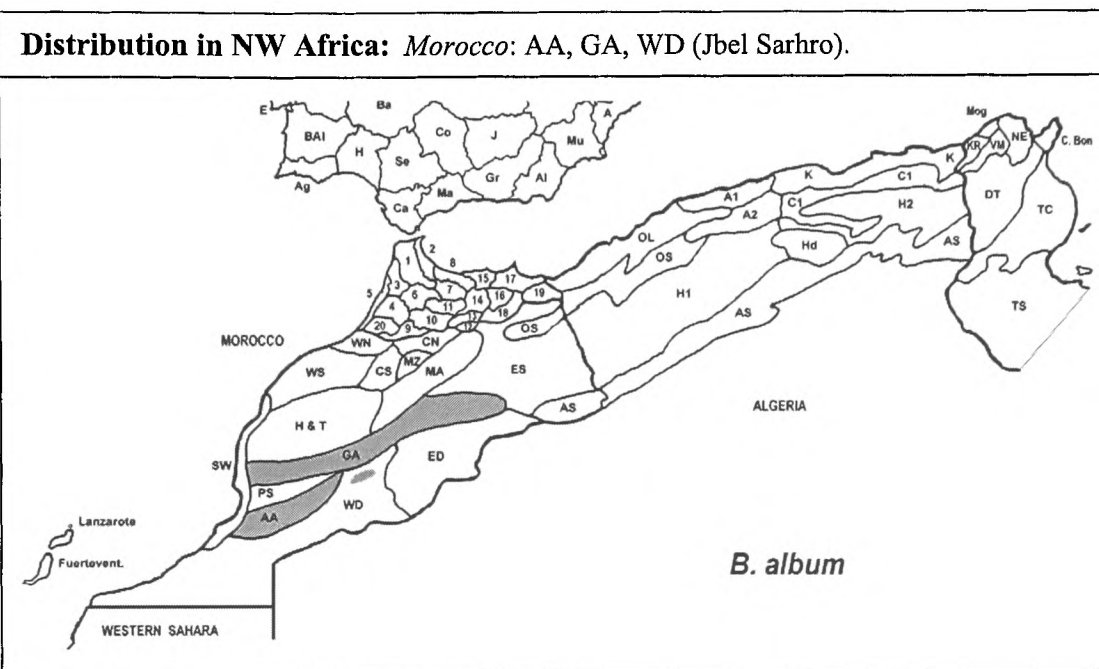 Distribution in NW Africa: Morocco: AA, GA, WD (Jbel Sarhro).
E Ba A Mog
BAI H Se Co J Mu KR VM NE C. Bon
Ag Ca Ma Gr Al K K C1
A1 C1 H2 DT TC
A2
OL OS Hd AS
1 2 8
3 15 17
5 6 7 16 19 H1 TS
4 11 14
20 9 10 13 18 AS
12 OS
MOROCCO WN CN
WS CS MZ MA ES
AS ALGERIA
H & T
SW GA ED
PS
AA WD
Lanzarote
Fuertevent.
B. album
WESTERN SAHARA